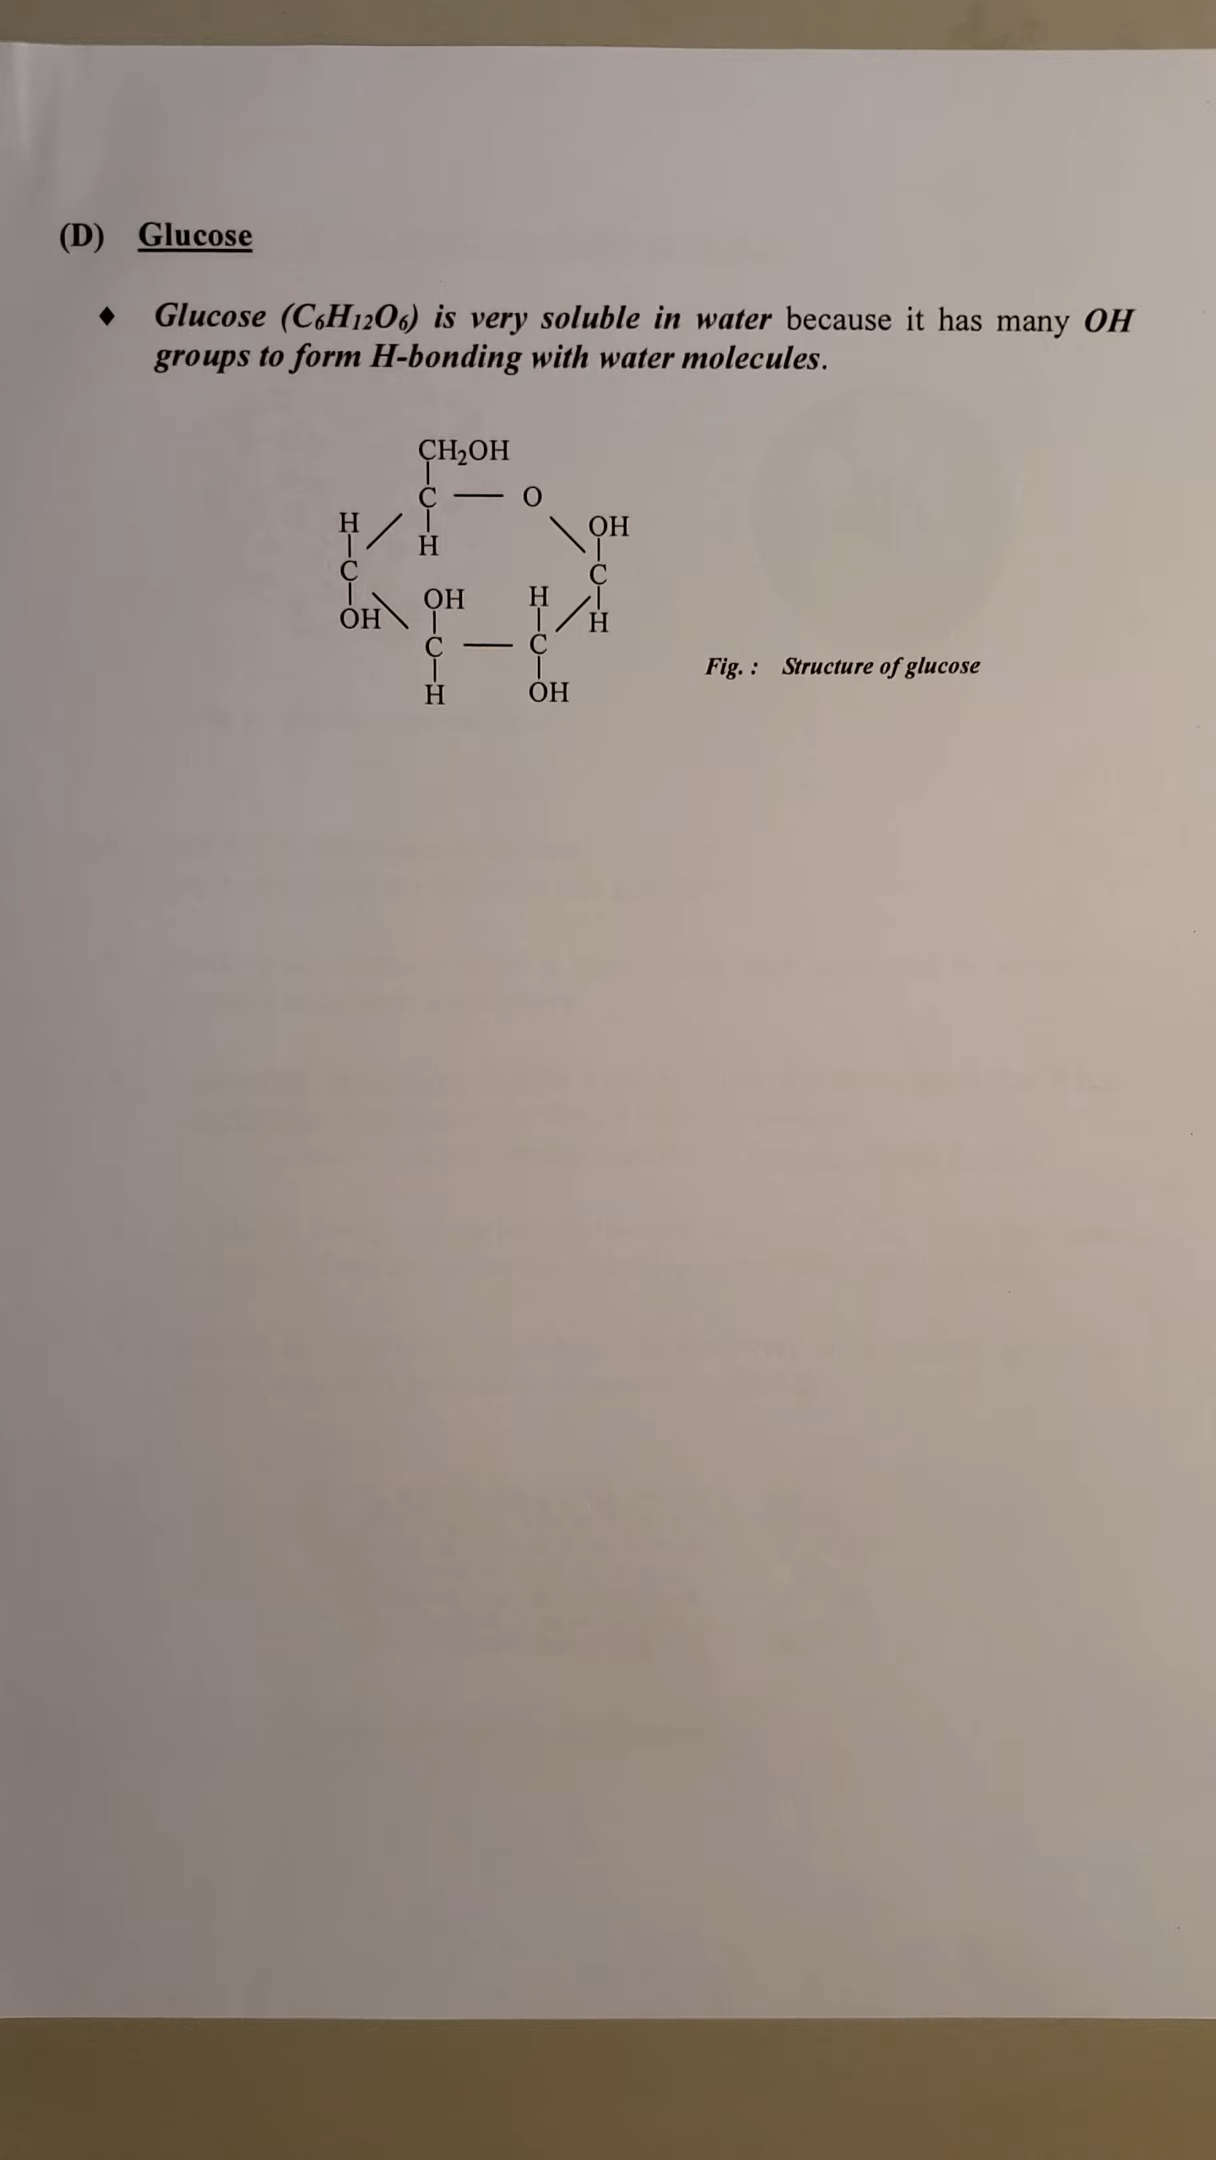 (D) Glucose
♦ Glucose (C₆H₁₂O₆) is very soluble in water because it has many OH
groups to form H-bonding with water molecules.
CH₂OH
C — O
H OH
H
C C
OH H
OH H
C — C
H OH
Fig. : Structure of glucose